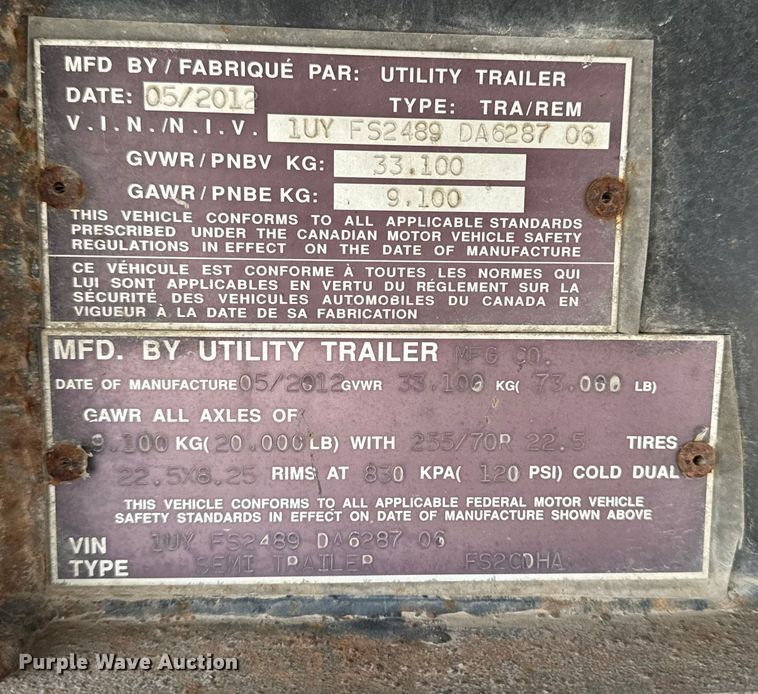 MFD BY / FABRIQUÉ PAR: UTILITY TRAILER
DATE: 05/2012 TYPE: TRA/REM
V.I.N./N.I.V. 1UY FS2489 DA6287 06
GVWR/PNBV KG: 33.100
GAWR/PNBE KG: 9.100
THIS VEHICLE CONFORMS TO ALL APPLICABLE STANDARDS
PRESCRIBED UNDER THE CANADIAN MOTOR VEHICLE SAFETY
REGULATIONS IN EFFECT ON THE DATE OF MANUFACTURE
CE VÉHICULE EST CONFORME À TOUTES LES NORMES QUI
LUI SONT APPLICABLES EN VERTU DU RÉGLEMENT SUR LA
SÉCURITÉ DES VEHICULES AUTOMOBILES DU CANADA EN
VIGUEUR À LA DATE DE SA FABRICATION
MFD. BY UTILITY TRAILER MFG CO.
DATE OF MANUFACTURE 05/2012 GVWR 33.100 KG( 73.000 LB)
GAWR ALL AXLES OF
9.100 KG( 20.000 LB) WITH 255/70R 22.5 TIRES
22.5X8.25 RIMS AT 830 KPA( 120 PSI) COLD DUAL
THIS VEHICLE CONFORMS TO ALL APPLICABLE FEDERAL MOTOR VEHICLE
SAFETY STANDARDS IN EFFECT ON DATE OF MANUFACTURE SHOWN ABOVE
VIN 1UY FS2489 DA6287 06
TYPE SEMI TRAILER FS2CDHA
Purple Wave Auction